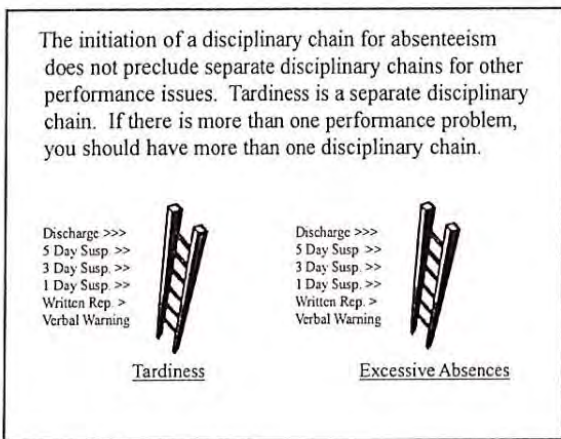 The initiation of a disciplinary chain for absenteeism
does not preclude separate disciplinary chains for other
performance issues. Tardiness is a separate disciplinary
chain. If there is more than one performance problem,
you should have more than one disciplinary chain.
Discharge >>>
5 Day Susp. >>
3 Day Susp. >>
1 Day Susp. >>
Written Rep. >
Verbal Warning
Tardiness
Discharge >>>
5 Day Susp. >>
3 Day Susp. >>
1 Day Susp. >>
Written Rep. >
Verbal Warning
Excessive Absences